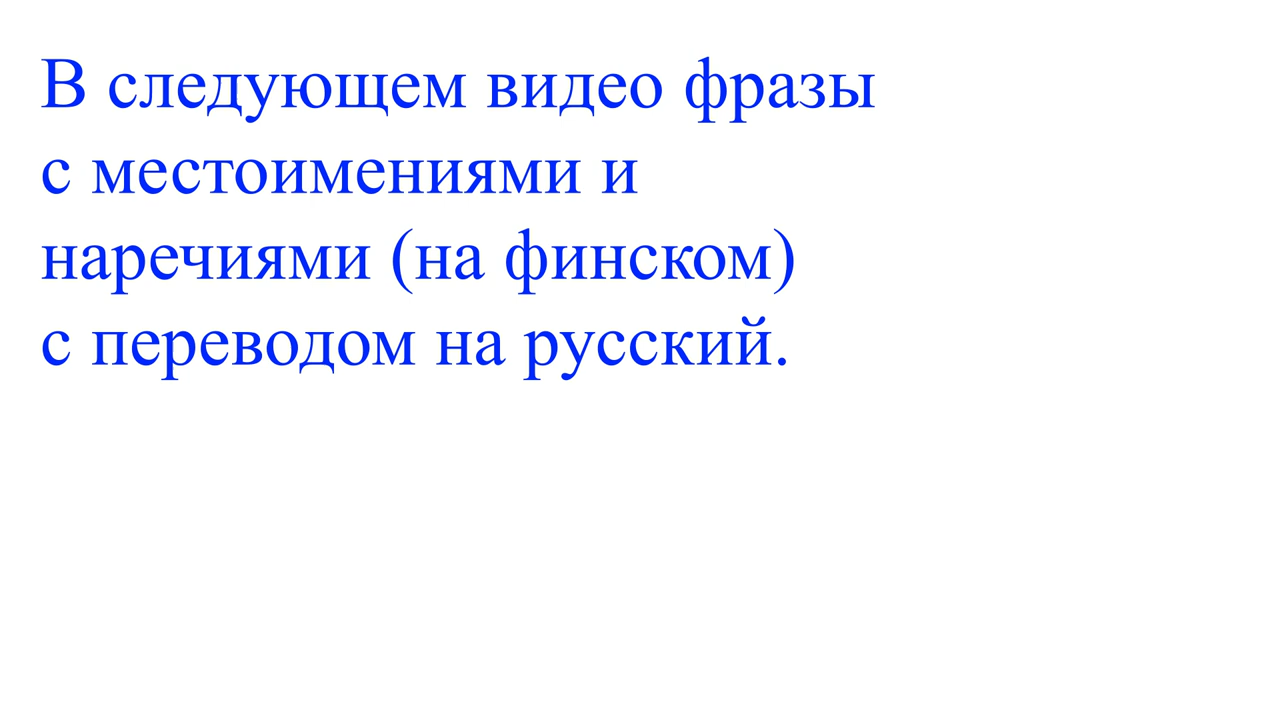 В следующем видео фразы
с местоимениями и
наречиями (на финском)
с переводом на русский.